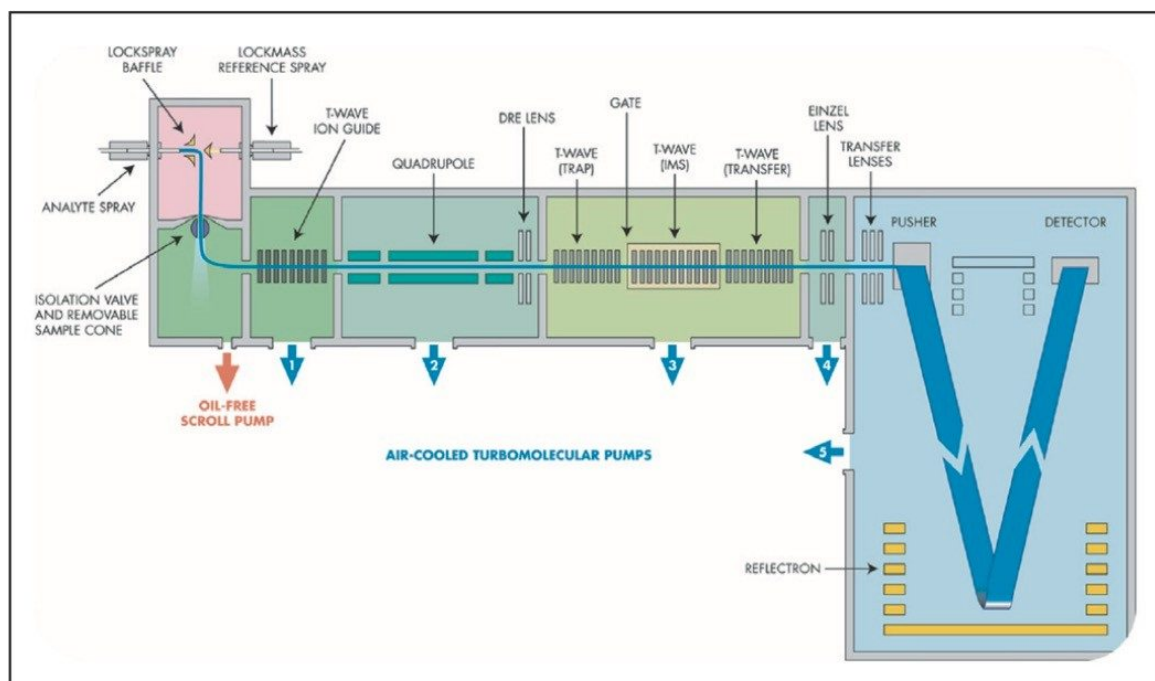 LOCKSPRAY
BAFFLE
LOCKMASS
REFERENCE SPRAY
T-WAVE
ION GUIDE
QUADRUPOLE
DRE LENS
GATE
T-WAVE
(TRAP)
T-WAVE
(IMS)
T-WAVE
(TRANSFER)
EINZEL
LENS
TRANSFER
LENSES
ANALYTE SPRAY
PUSHER
DETECTOR
ISOLATION VALVE
AND REMOVABLE
SAMPLE CONE
1
2
3
4
OIL-FREE
SCROLL PUMP
AIR-COOLED TURBOMOLECULAR PUMPS
5
REFLECTRON